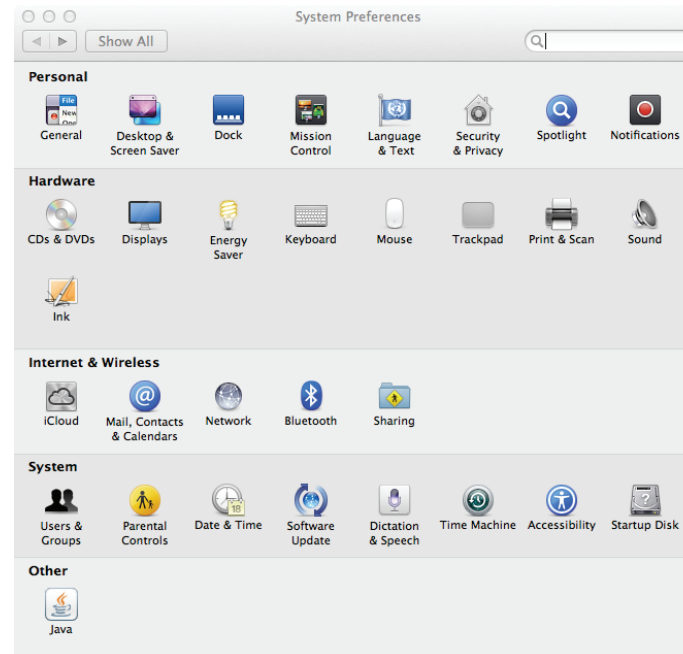 System Preferences
Show All
Personal
General
Desktop &
Screen Saver
Dock
Mission
Control
Language
& Text
Security
& Privacy
Spotlight
Notifications
Hardware
CDs & DVDs
Displays
Energy
Saver
Keyboard
Mouse
Trackpad
Print & Scan
Sound
Ink
Internet & Wireless
iCloud
Mail, Contacts
& Calendars
Network
Bluetooth
Sharing
System
Users &
Groups
Parental
Controls
Date & Time
Software
Update
Dictation
& Speech
Time Machine
Accessibility
Startup Disk
Other
Java